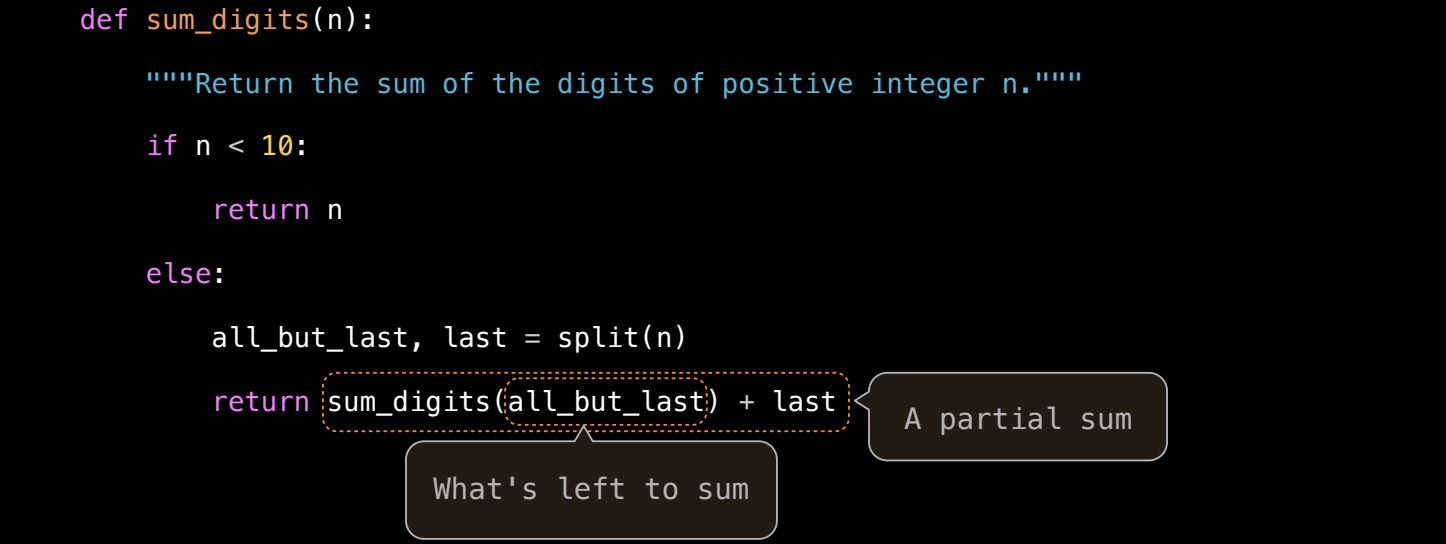 def sum_digits(n):
"""Return the sum of the digits of positive integer n."""
if n < 10:
return n
else:
all_but_last, last = split(n)
return sum_digits(all_but_last) + last
A partial sum
What's left to sum